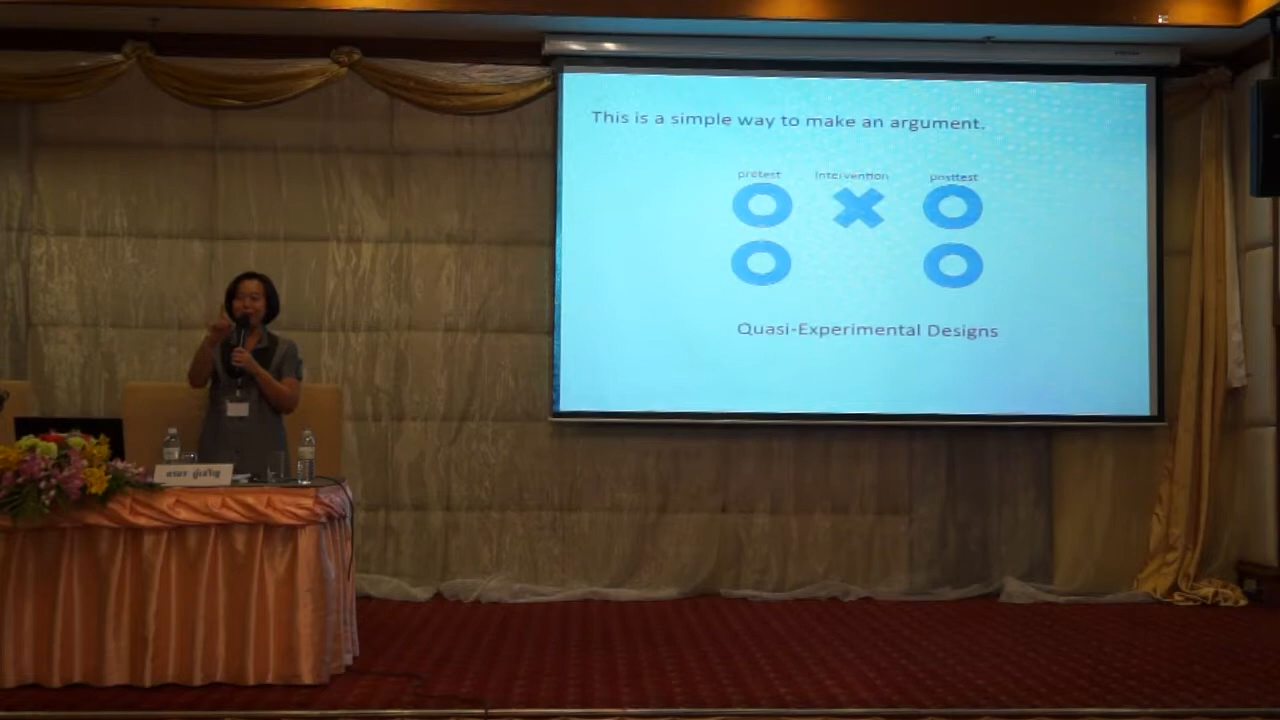 This is a simple way to make an argument.
pretest Intervention posttest
Quasi-Experimental Designs